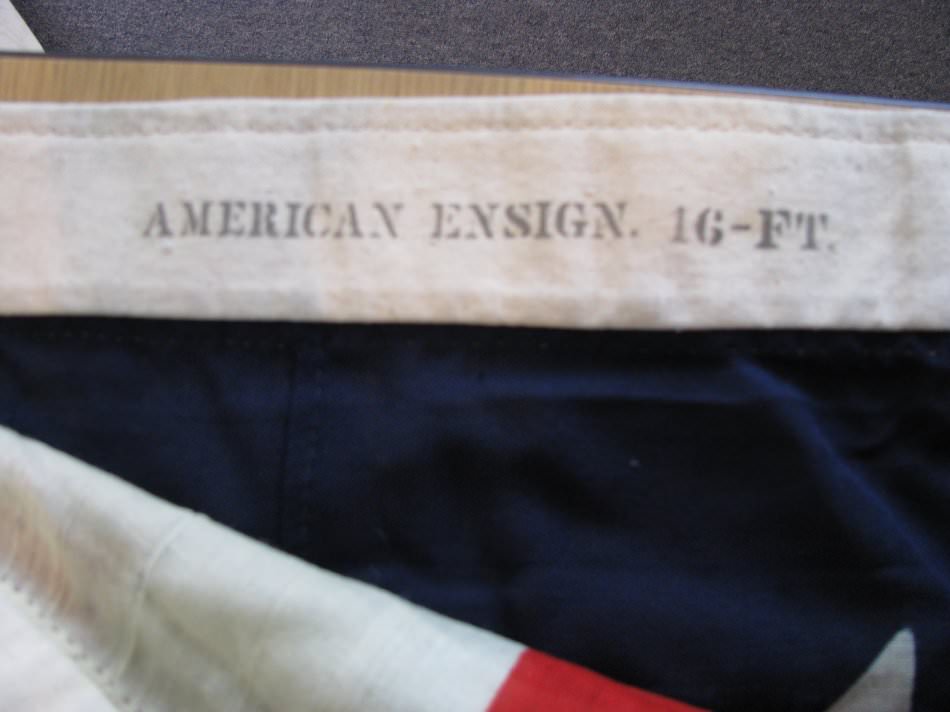 AMERICAN ENSIGN. 16-FT.